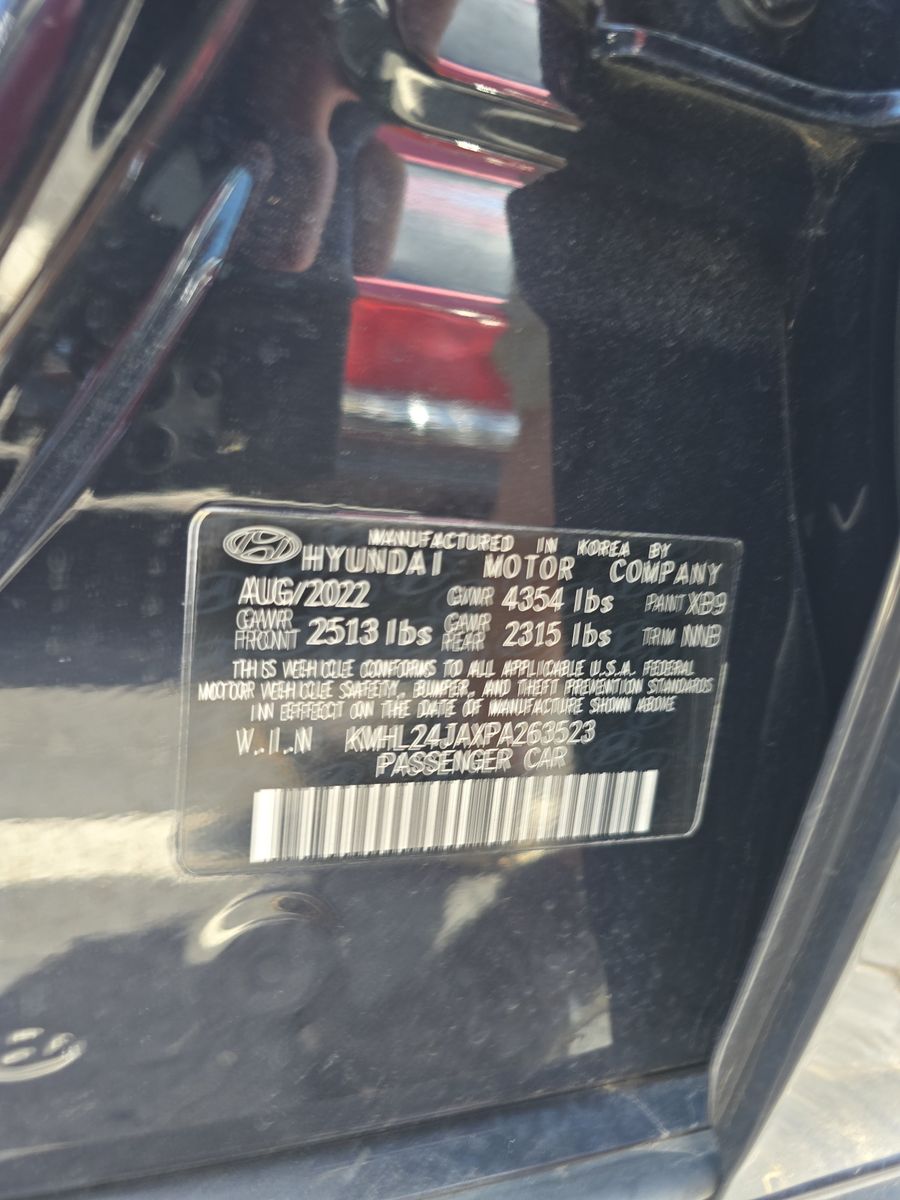 MANUFACTURED IN KOREA BY
HYUNDAI MOTOR COMPANY
AUG/2022 GVWR 4354 lbs PAINT XB9
GAWR FRONT 2513 lbs GAWR REAR 2315 lbs TRIM NNB
THIS VEHICLE CONFORMS TO ALL APPLICABLE U.S.A. FEDERAL
MOTOR VEHICLE SAFETY, BUMPER, AND THEFT PREVENTION STANDARDS
IN EFFECT ON THE DATE OF MANUFACTURE SHOWN ABOVE
V.I.N KMHL24JAXPA263523
PASSENGER CAR